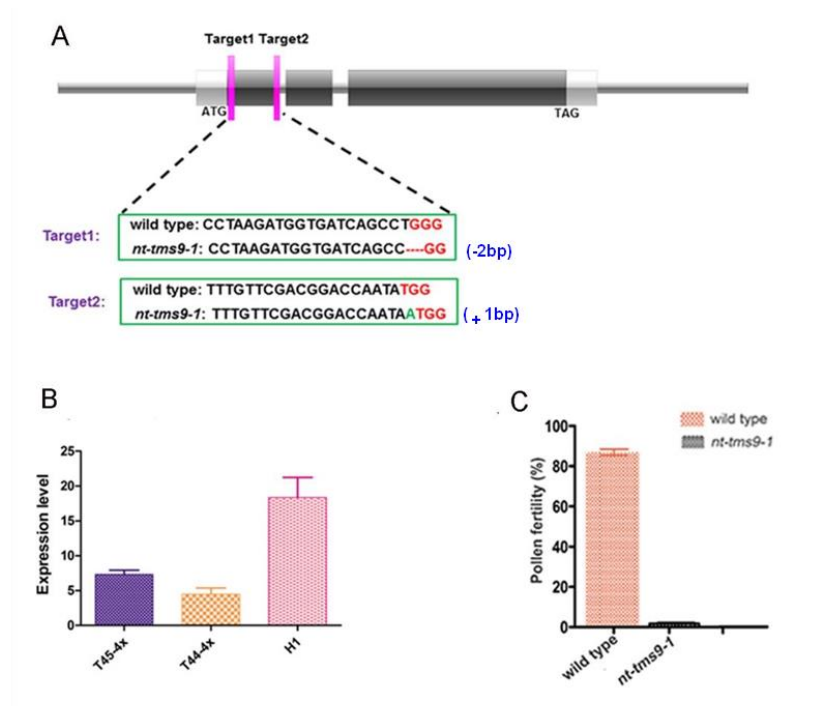 A
Target1 Target2
ATG
TAG
Target1:
wild type: CCTAAGATGGTGATCAGCCTGGG
nt-tms9-1: CCTAAGATGGTGATCAGCC----GG (-2bp)
Target2:
wild type: TTTGTTCGACGGACCAATATGG
nt-tms9-1: TTTGTTCGACGGACCAATAATGG (+1bp)
B
Expression level
25
20
15
10
5
0
T45-4x
T44-4x
H1
C
wild type
nt-tms9-1
Pollen fertility (%)
100
80
60
40
20
0
wild type
nt-tms9-1